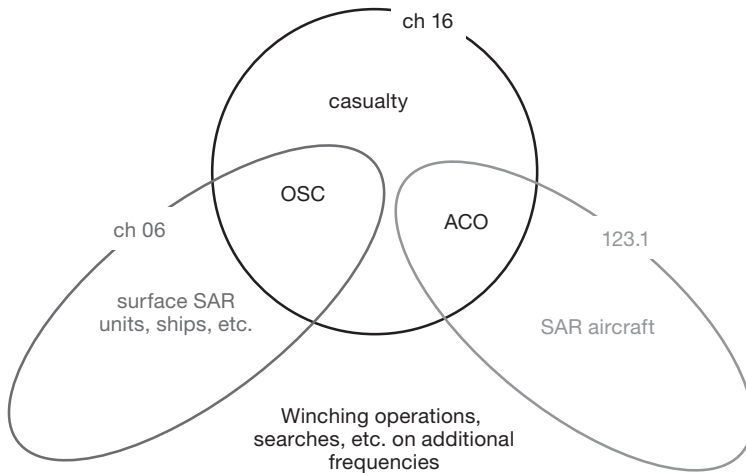 ch 16
casualty
OSC
ACO
ch 06
123.1
surface SAR
units, ships, etc.
SAR aircraft
Winching operations,
searches, etc. on additional
frequencies